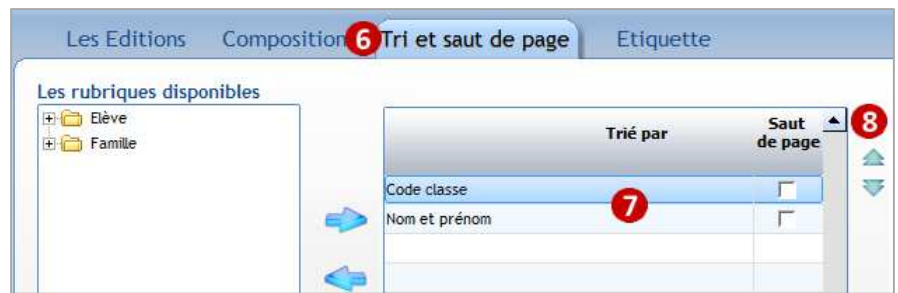 Les Editions Composition 6 Tri et saut de page Etiquette
Les rubriques disponibles
Elève
Famille
Trié par
Saut de page
8
Code classe
7
Nom et prénom